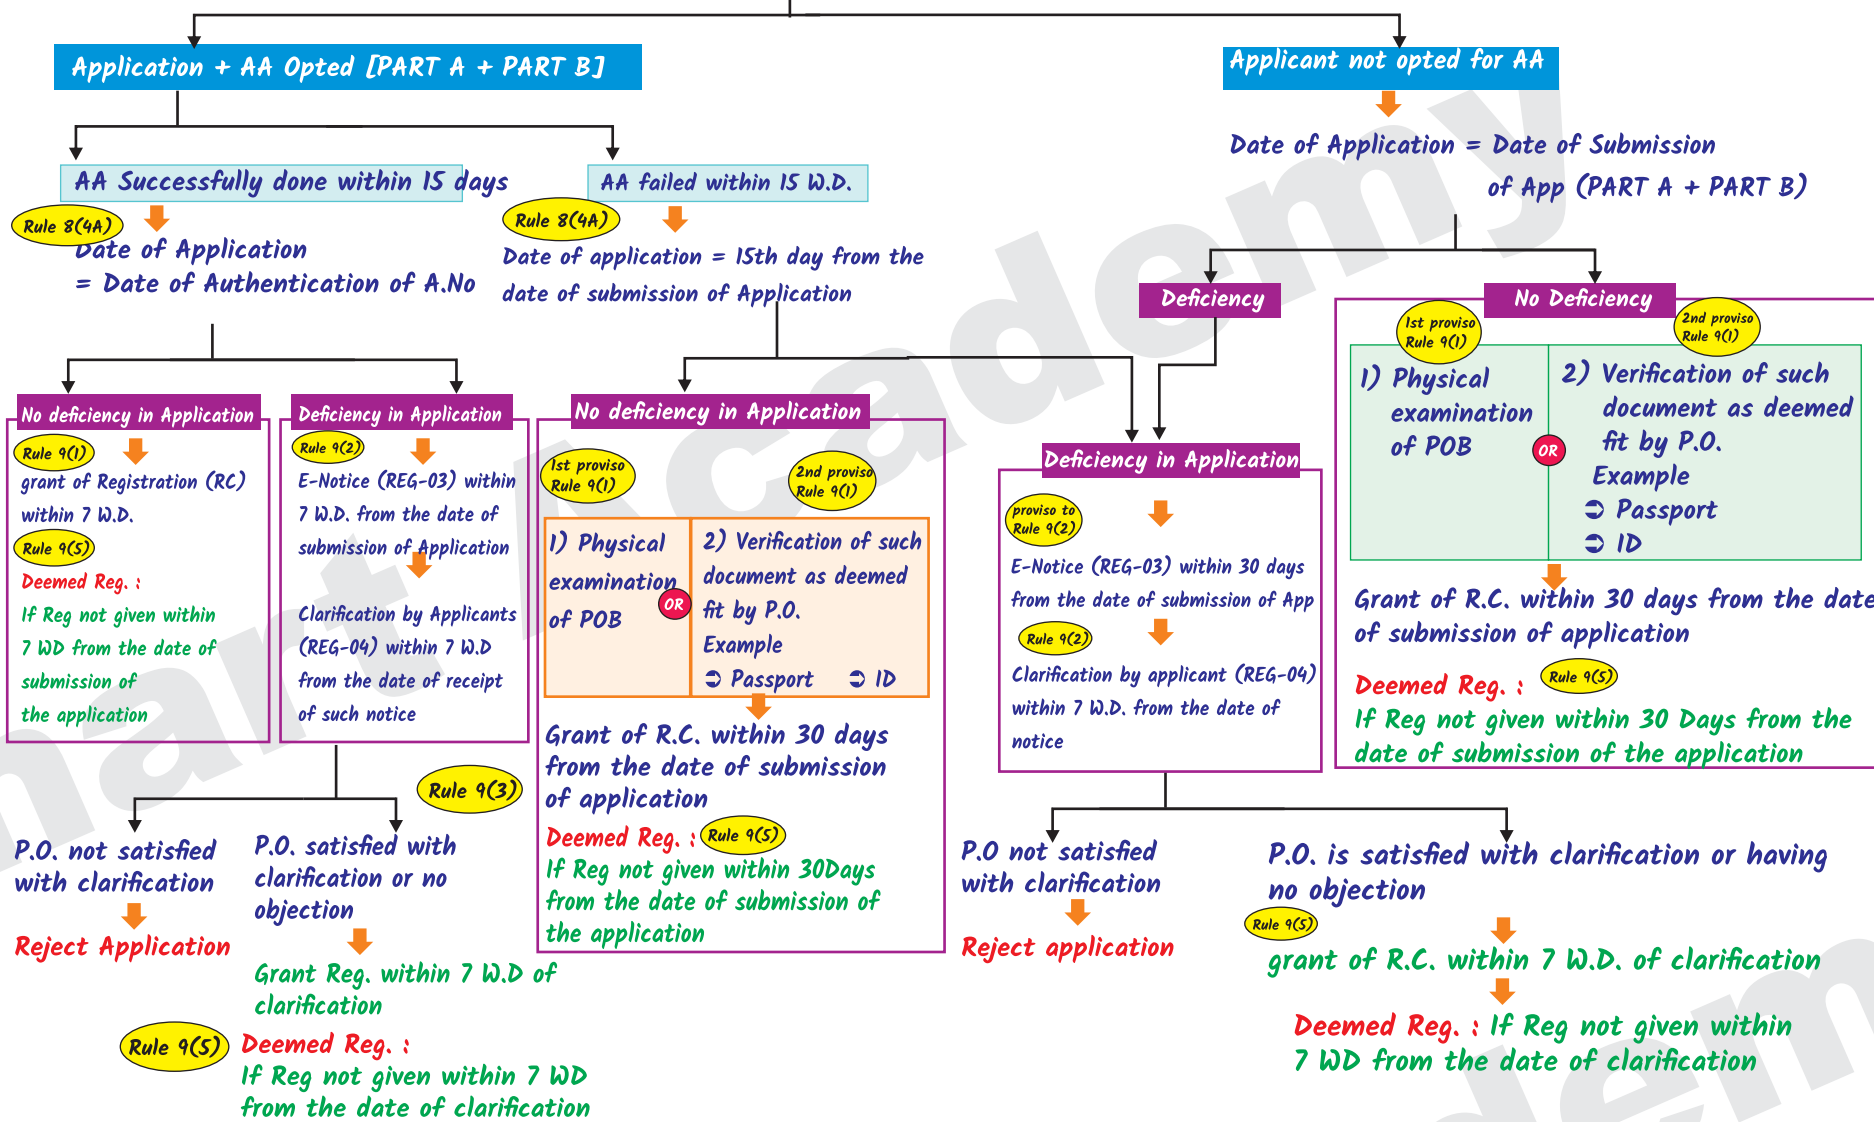 Application + AA Opted [PART A + PART B]
Applicant not opted for AA
Date of Application = Date of Submission
of App (PART A + PART B)
AA Successfully done within 15 days
Rule 8(4A)
Date of Application
= Date of Authentication of A.No
AA failed within 15 W.D.
Rule 8(4A)
Date of application = 15th day from the
date of submission of Application
No deficiency in Application
Rule 9(1)
grant of Registration (RC)
within 7 W.D.
Rule 9(5)
Deemed Reg. :
If Reg not given within
7 WD from the date of
submission of
the application
Deficiency in Application
Rule 9(2)
E-Notice (REG-03) within
7 W.D. from the date of
submission of Application
Clarification by Applicants
(REG-04) within 7 W.D
from the date of receipt
of such notice
Rule 9(3)
P.O. not satisfied
with clarification
Reject Application
P.O. satisfied with
clarification or no
objection
Grant Reg. within 7 W.D of
clarification
Rule 9(5)
Deemed Reg. :
If Reg not given within 7 WD
from the date of clarification
No deficiency in Application
1st proviso
Rule 9(1)
2nd proviso
Rule 9(1)
1) Physical
examination
of POB
OR
2) Verification of such
document as deemed
fit by P.O.
Example
➲ Passport ➲ ID
Grant of R.C. within 30 days
from the date of submission
of application
Deemed Reg. :
Rule 9(5)
If Reg not given within 30Days
from the date of submission of
the application
Deficiency
Deficiency in Application
proviso to
Rule 9(2)
E-Notice (REG-03) within 30 days
from the date of submission of App
Rule 9(2)
Clarification by applicant (REG-04)
within 7 W.D. from the date of
notice
P.O not satisfied
with clarification
Reject application
P.O. is satisfied with clarification or having
no objection
Rule 9(5)
grant of R.C. within 7 W.D. of clarification
Deemed Reg. : If Reg not given within
7 WD from the date of clarification
No Deficiency
1st proviso
Rule 9(1)
2nd proviso
Rule 9(1)
1) Physical
examination
of POB
OR
2) Verification of such
document as deemed
fit by P.O.
Example
➲ Passport
➲ ID
Grant of R.C. within 30 days from the date
of submission of application
Deemed Reg. :
Rule 9(5)
If Reg not given within 30 Days from the
date of submission of the application
mart Academy
dem